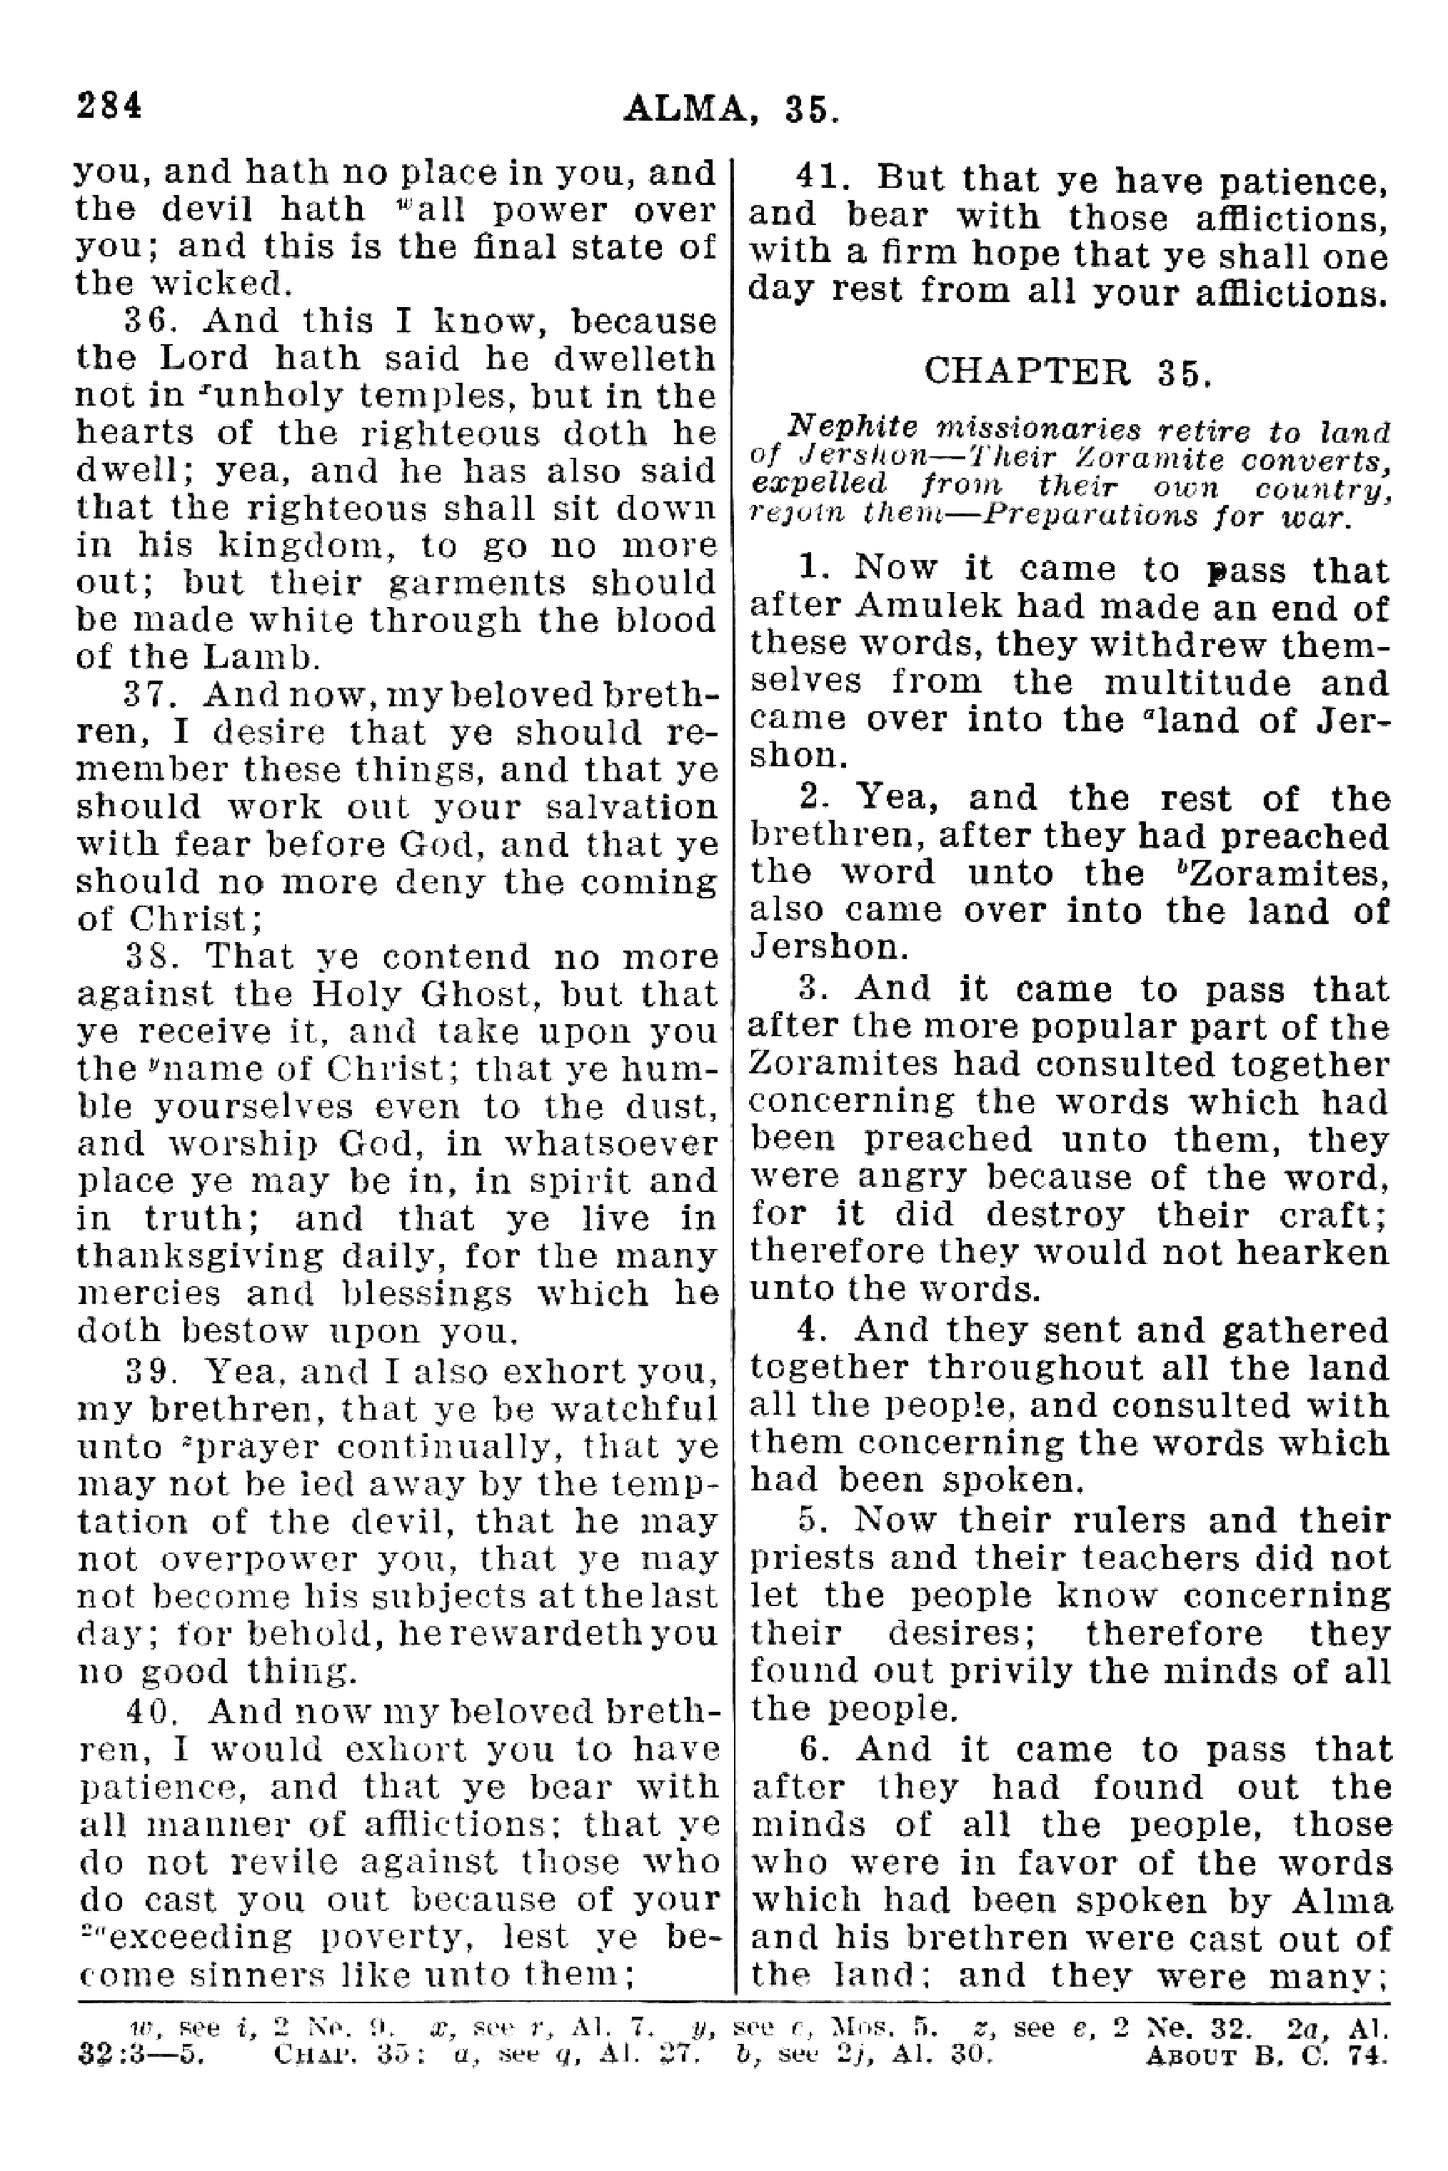 284
ALMA, 35.
you, and hath no place in you, and
the devil hath ʷall power over
you; and this is the final state of
the wicked.
36. And this I know, because
the Lord hath said he dwelleth
not in ˣunholy temples, but in the
hearts of the righteous doth he
dwell; yea, and he has also said
that the righteous shall sit down
in his kingdom, to go no more
out; but their garments should
be made white through the blood
of the Lamb.
37. And now, my beloved breth-
ren, I desire that ye should re-
member these things, and that ye
should work out your salvation
with fear before God, and that ye
should no more deny the coming
of Christ;
38. That ye contend no more
against the Holy Ghost, but that
ye receive it, and take upon you
the ʸname of Christ; that ye hum-
ble yourselves even to the dust,
and worship God, in whatsoever
place ye may be in, in spirit and
in truth; and that ye live in
thanksgiving daily, for the many
mercies and blessings which he
doth bestow upon you.
39. Yea, and I also exhort you,
my brethren, that ye be watchful
unto ᶻprayer continually, that ye
may not be led away by the temp-
tation of the devil, that he may
not overpower you, that ye may
not become his subjects at the last
day; for behold, he rewardeth you
no good thing.
40. And now my beloved breth-
ren, I would exhort you to have
patience, and that ye bear with
all manner of afflictions; that ye
do not revile against those who
do cast you out because of your
²ᵃexceeding poverty, lest ye be-
come sinners like unto them;
41. But that ye have patience,
and bear with those afflictions,
with a firm hope that ye shall one
day rest from all your afflictions.
CHAPTER 35.
Nephite missionaries retire to land
of Jershon—Their Zoramite converts,
expelled from their own country,
rejoin them—Preparations for war.
1. Now it came to pass that
after Amulek had made an end of
these words, they withdrew them-
selves from the multitude and
came over into the ᵃland of Jer-
shon.
2. Yea, and the rest of the
brethren, after they had preached
the word unto the ᵇZoramites,
also came over into the land of
Jershon.
3. And it came to pass that
after the more popular part of the
Zoramites had consulted together
concerning the words which had
been preached unto them, they
were angry because of the word,
for it did destroy their craft;
therefore they would not hearken
unto the words.
4. And they sent and gathered
together throughout all the land
all the people, and consulted with
them concerning the words which
had been spoken.
5. Now their rulers and their
priests and their teachers did not
let the people know concerning
their desires; therefore they
found out privily the minds of all
the people.
6. And it came to pass that
after they had found out the
minds of all the people, those
who were in favor of the words
which had been spoken by Alma
and his brethren were cast out of
the land; and they were many;
w, see i, 2 Ne. 9. x, see r, Al. 7. y, see c, Mos. 5. z, see e, 2 Ne. 32. 2a, Al.
32:3—5. CHAP. 35: a, see q, Al. 27. b, see 2j, Al. 30. ABOUT B. C. 74.